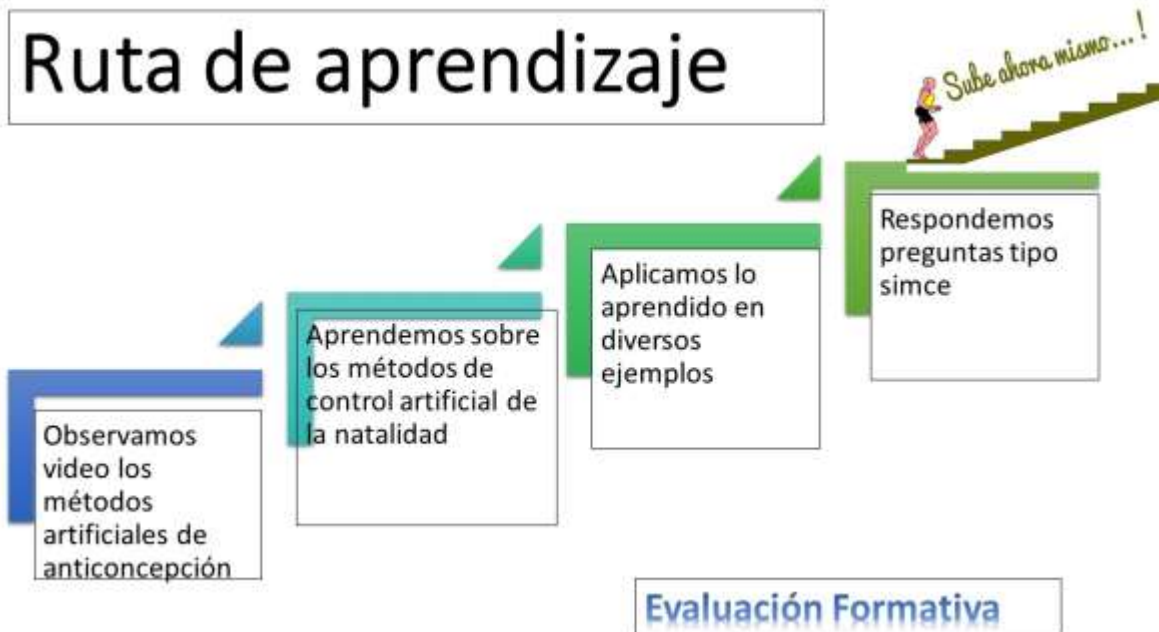 Ruta de aprendizaje
Sube ahora mismo...!
Observamos
video los
métodos
artificiales de
anticoncepción
Aprendemos sobre
los métodos de
control artificial de
la natalidad
Aplicamos lo
aprendido en
diversos
ejemplos
Respondemos
preguntas tipo
simce
Evaluación Formativa